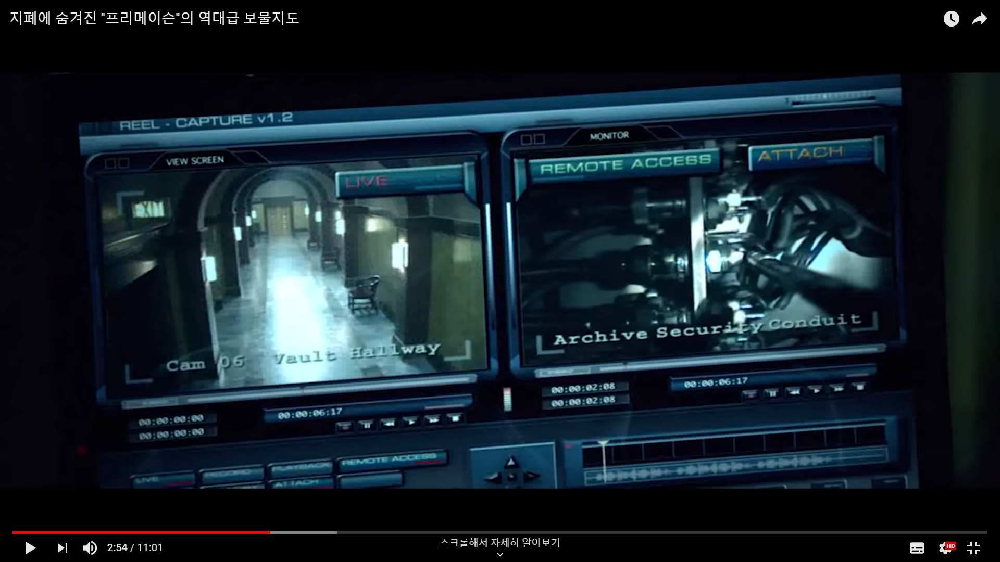 지폐에 숨겨진 "프리메이슨"의 역대급 보물지도
REEL - CAPTURE v1.2
VIEW SCREEN
LIVE
Cam 06 Vault Hallway
MONITOR
REMOTE ACCESS
ATTACH
Archive Security Conduit
00:00:00:00
00:00:00:00
00:00:06:17
00:00:02:08
00:00:02:08
00:00:06:17
LIVE
RECORD
PLAYBACK
REMOTE ACCESS
ATTACH
2:54 / 11:01
스크롤해서 자세히 알아보기
HD